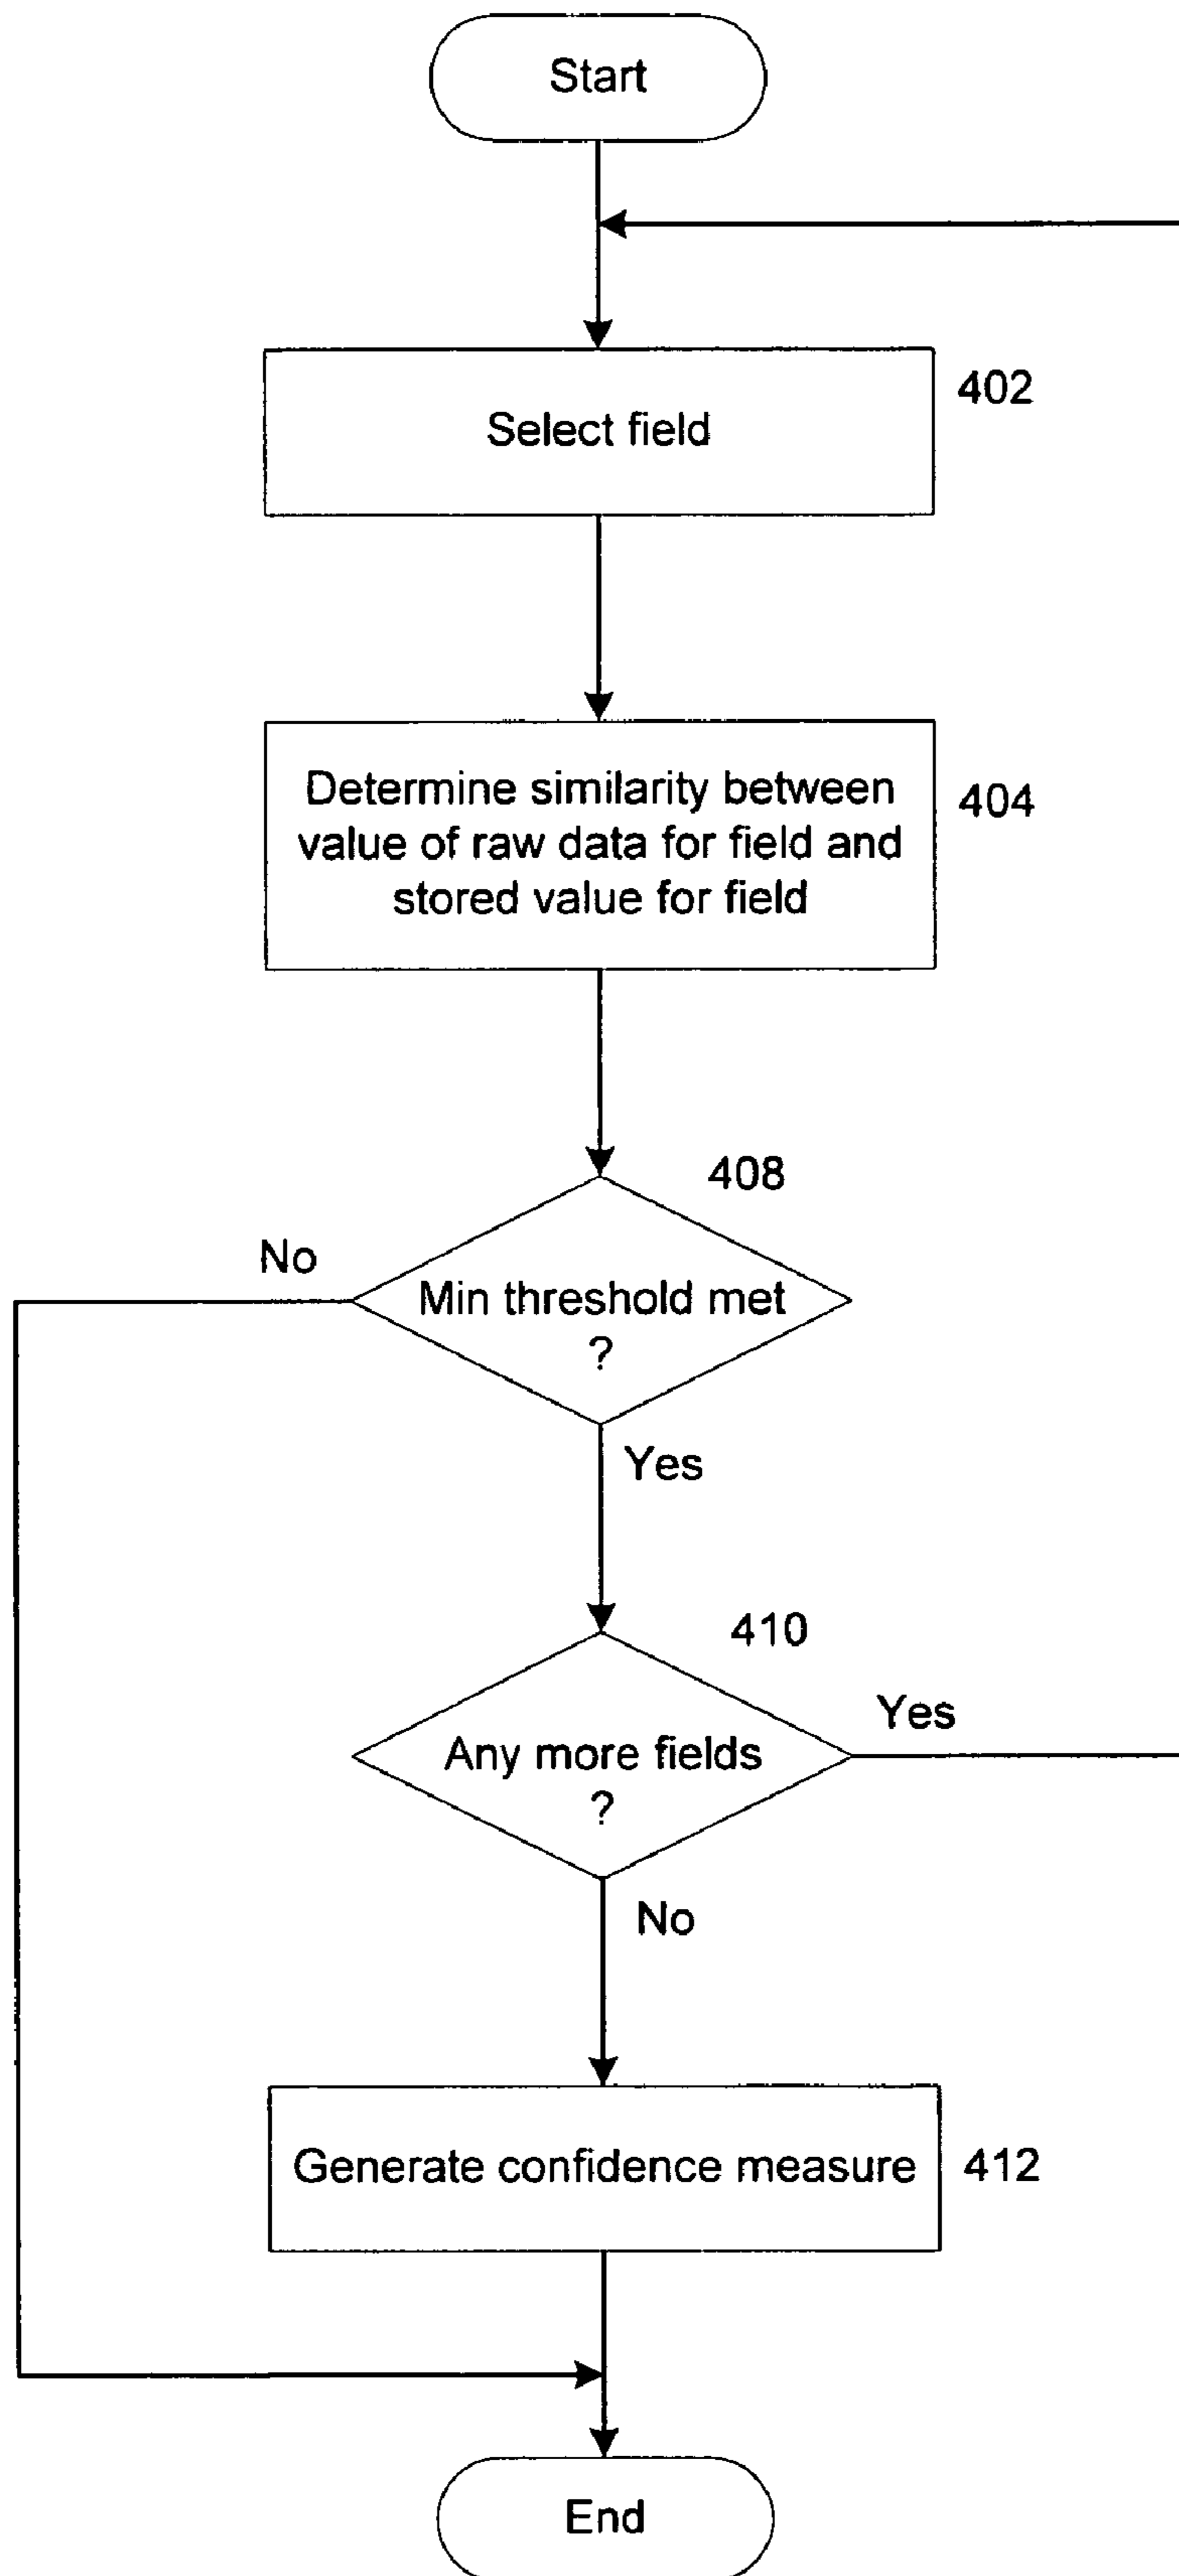 Start
402
Select field
Determine similarity between
value of raw data for field and
stored value for field
404
408
No
Min threshold met
?
Yes
410
Yes
Any more fields
?
No
Generate confidence measure
412
End